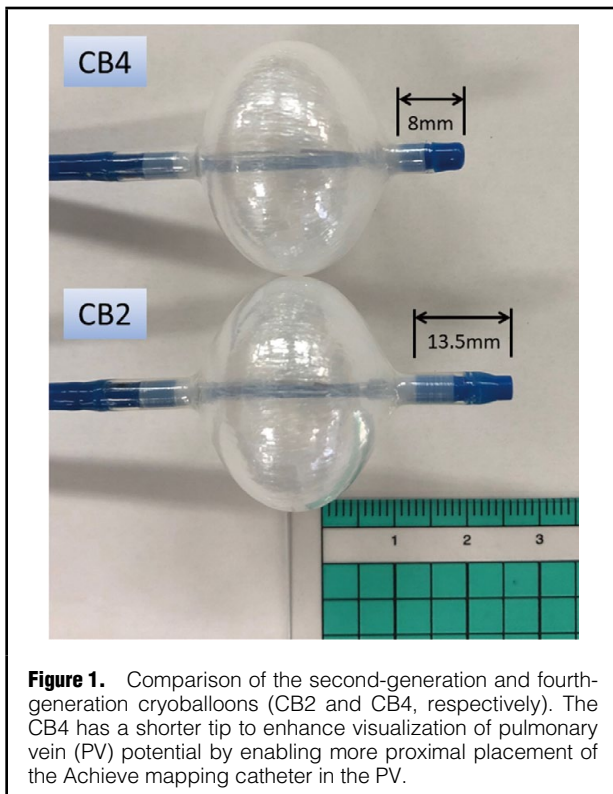 CB4
8mm
CB2
13.5mm
1 2 3
Figure 1. Comparison of the second-generation and fourth-
generation cryoballoons (CB2 and CB4, respectively). The
CB4 has a shorter tip to enhance visualization of pulmonary
vein (PV) potential by enabling more proximal placement of
the Achieve mapping catheter in the PV.